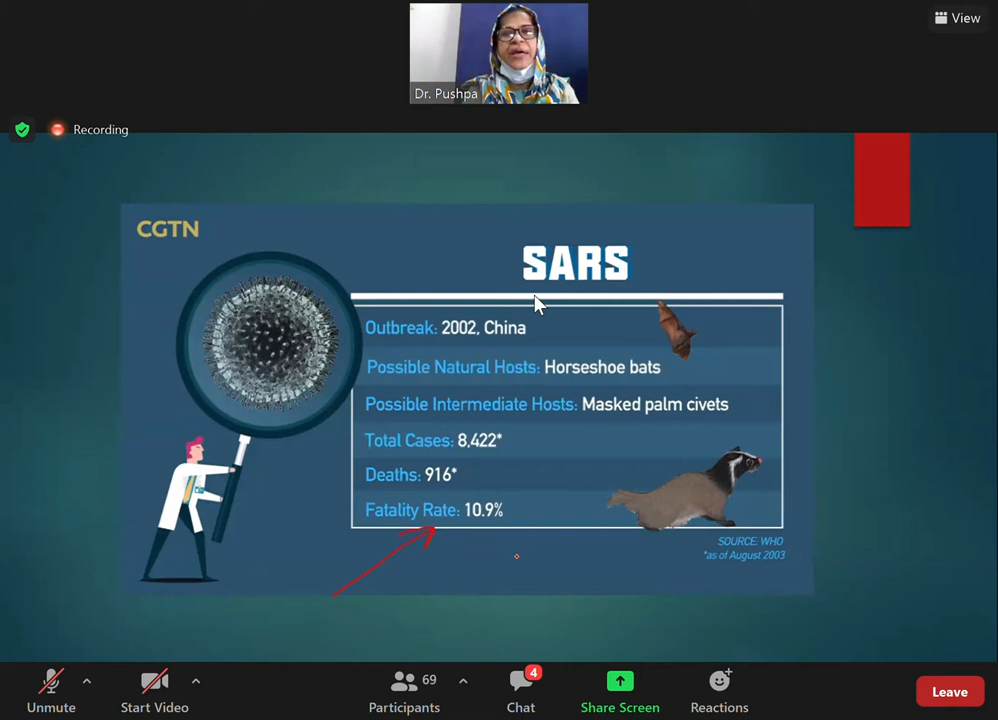 View
Dr. Pushpa
Recording
CGTN
SARS
Outbreak: 2002, China
Possible Natural Hosts: Horseshoe bats
Possible Intermediate Hosts: Masked palm civets
Total Cases: 8,422*
Deaths: 916*
Fatality Rate: 10.9%
SOURCE: WHO
*as of August 2003
69
4
Unmute
Start Video
Participants
Chat
Share Screen
Reactions
Leave